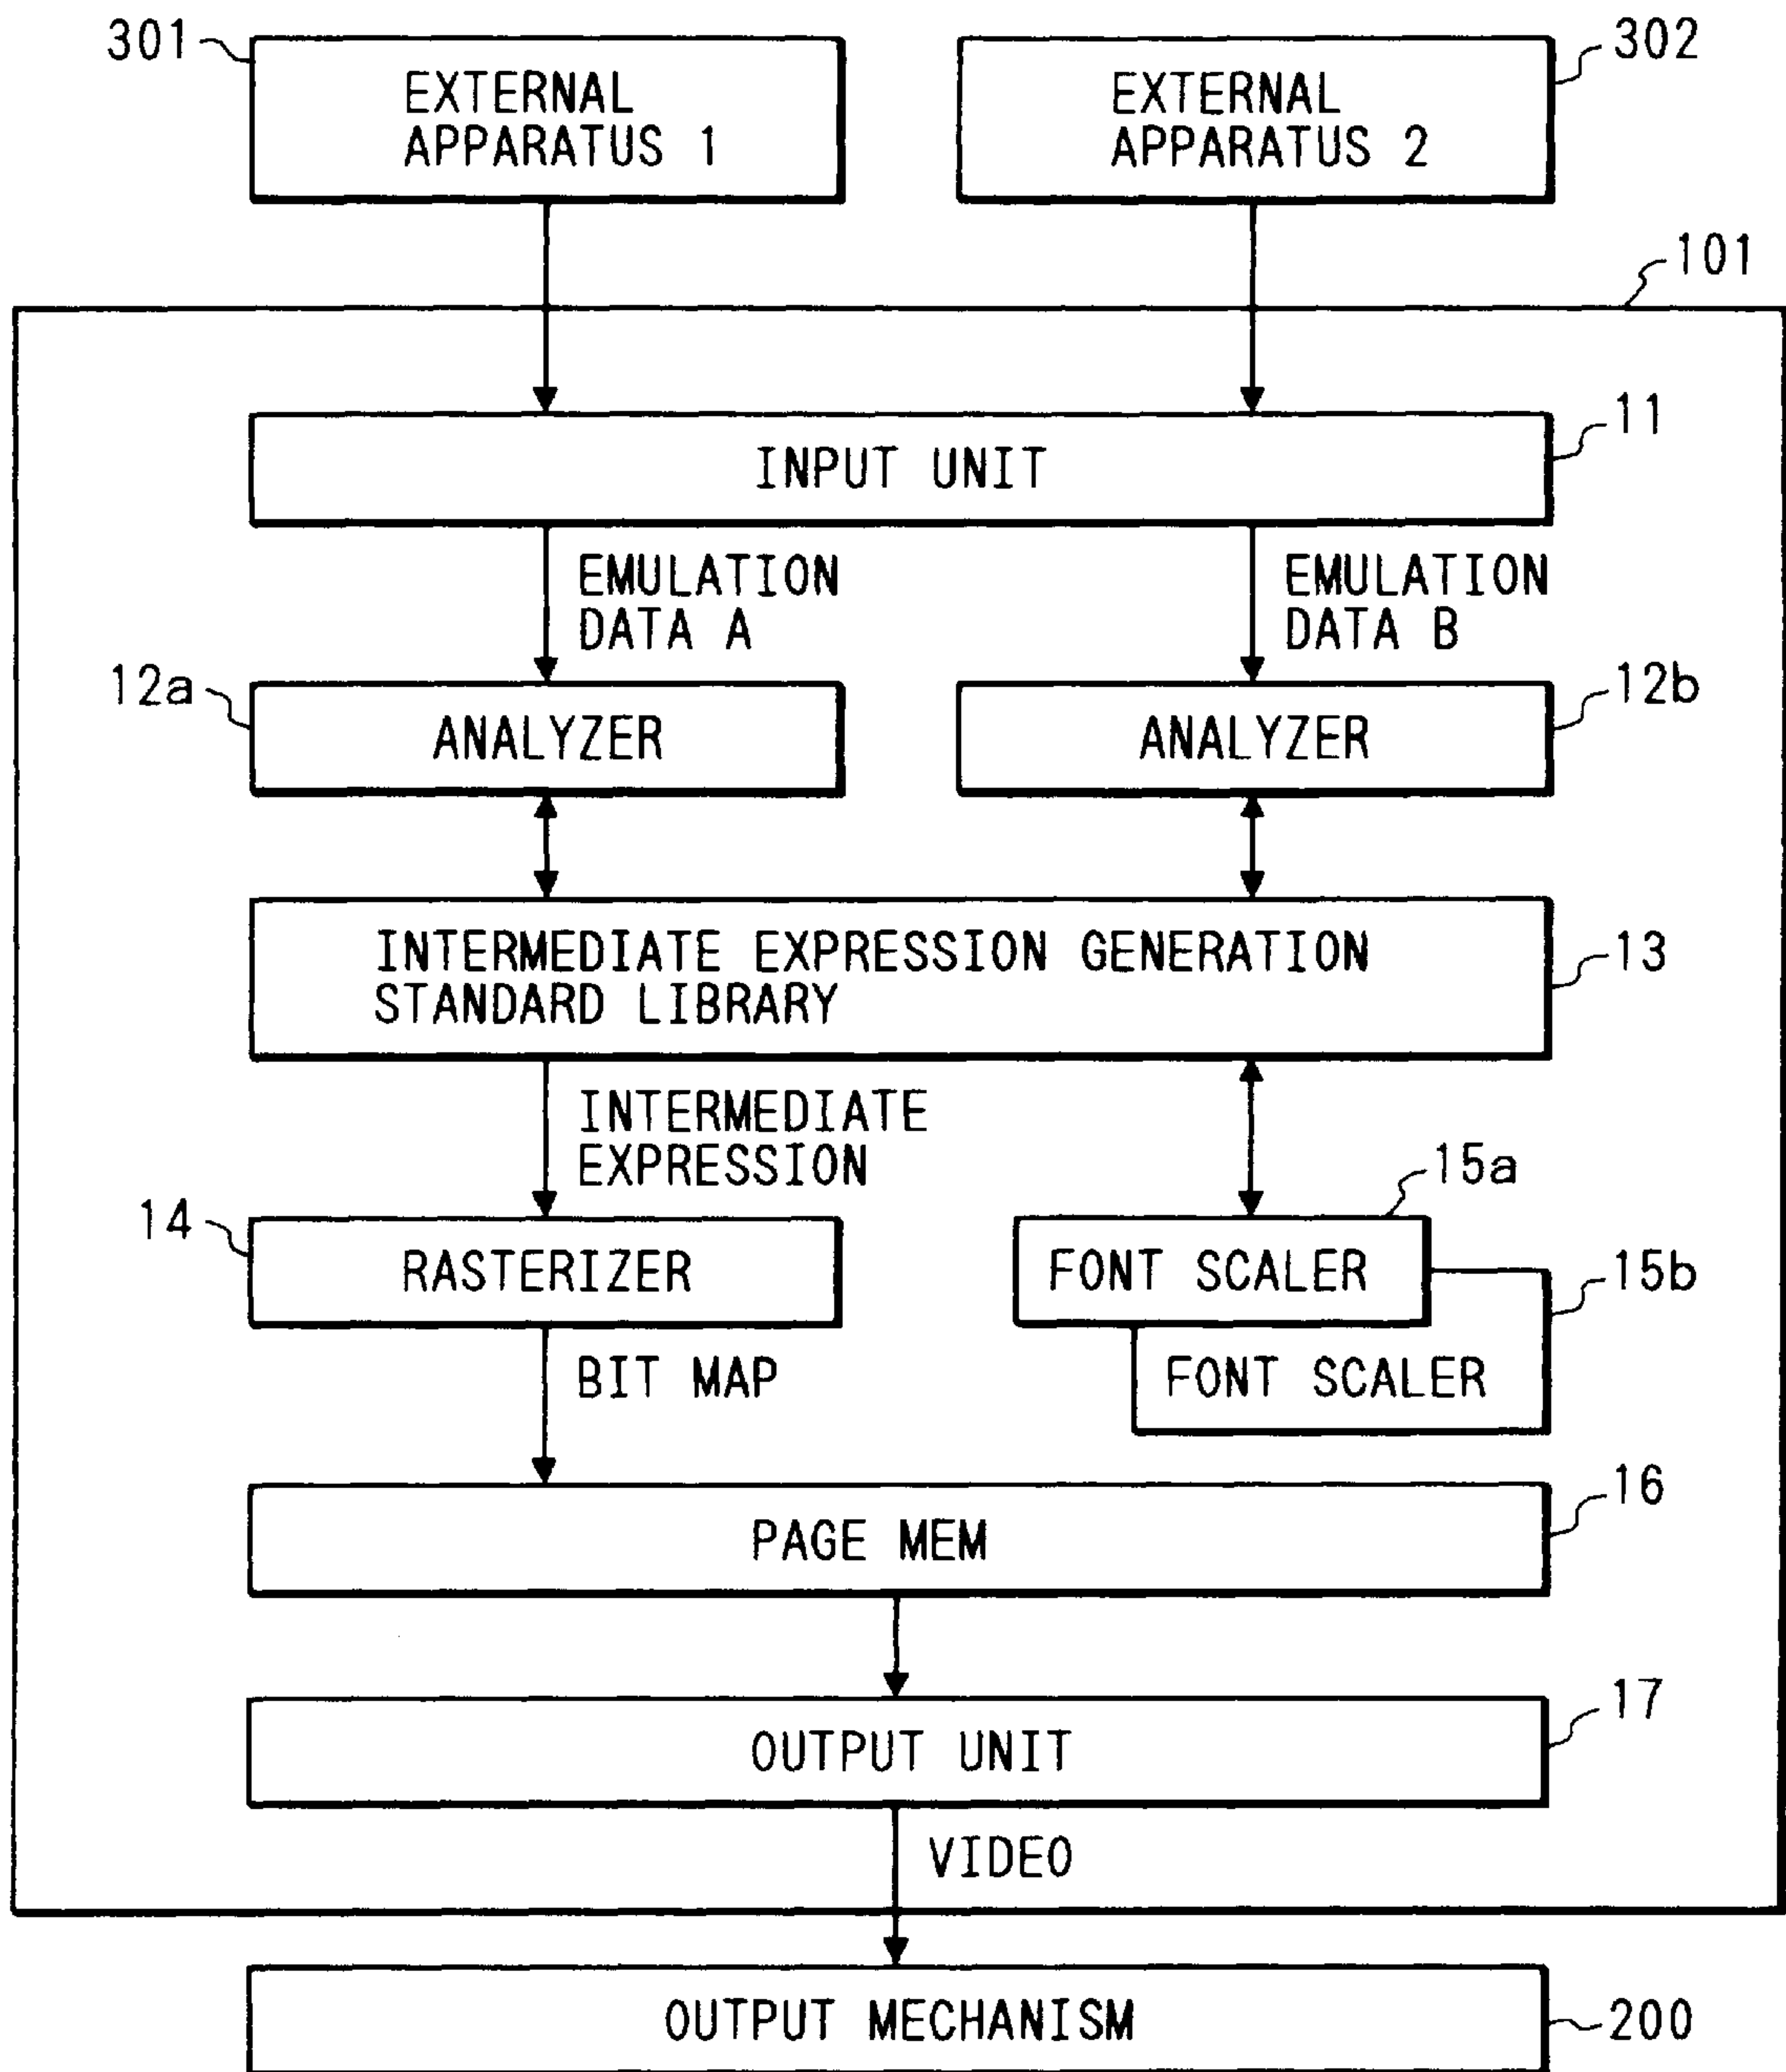 301
EXTERNAL
APPARATUS 1
EXTERNAL
APPARATUS 2
302
101
INPUT UNIT
11
EMULATION
DATA A
EMULATION
DATA B
12a
ANALYZER
ANALYZER
12b
INTERMEDIATE EXPRESSION GENERATION
STANDARD LIBRARY
13
INTERMEDIATE
EXPRESSION
15a
14
RASTERIZER
FONT SCALER
15b
BIT MAP
FONT SCALER
16
PAGE MEM
17
OUTPUT UNIT
VIDEO
OUTPUT MECHANISM
200